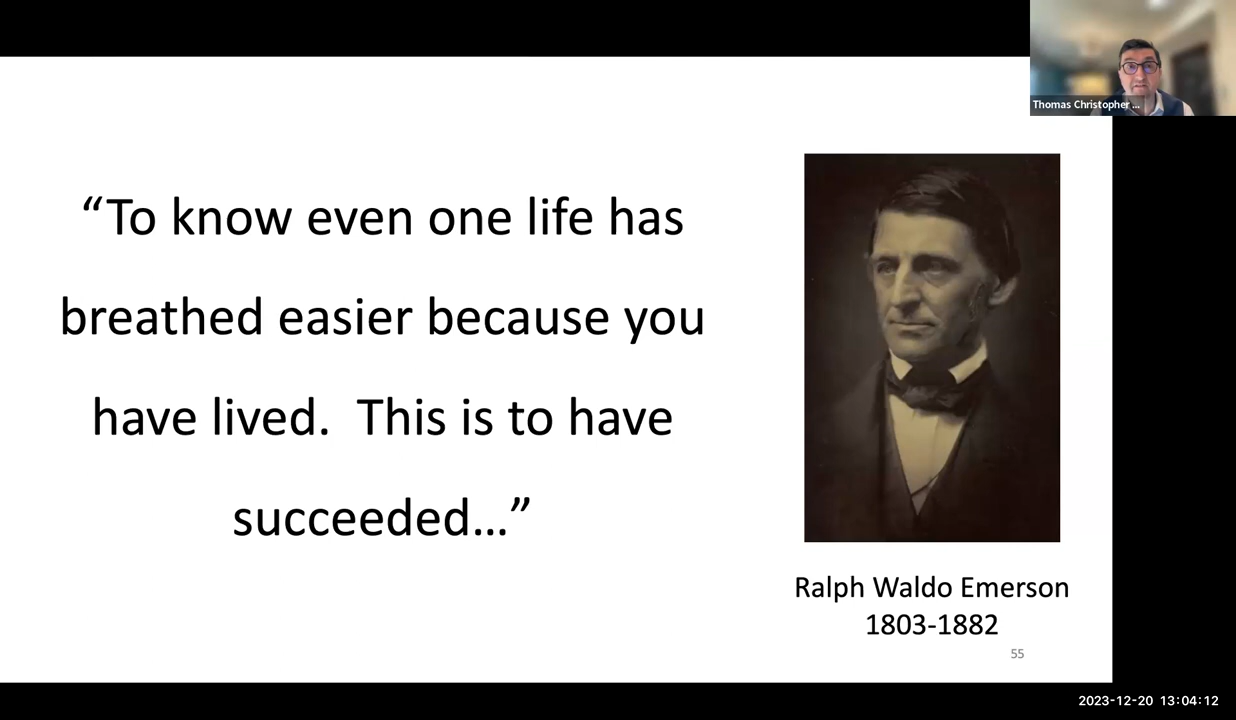 Thomas Christopher ...
“To know even one life has
breathed easier because you
have lived.  This is to have
succeeded…”
Ralph Waldo Emerson
1803-1882
55
2023-12-20 13:04:12